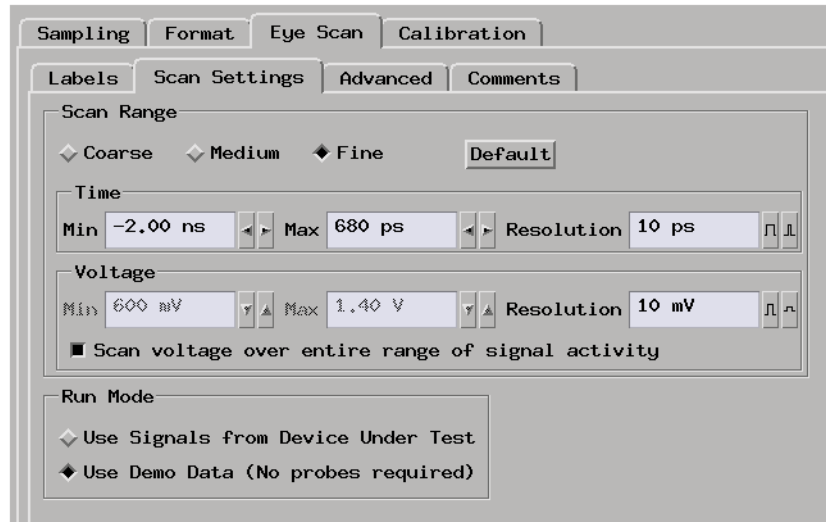 Sampling Format Eye Scan Calibration
Labels Scan Settings Advanced Comments
Scan Range
Coarse Medium Fine Default
Time
Min -2.00 ns Max 680 ps Resolution 10 ps
Voltage
Min 600 mV Max 1.40 V Resolution 10 mV
Scan voltage over entire range of signal activity
Run Mode
Use Signals from Device Under Test
Use Demo Data (No probes required)